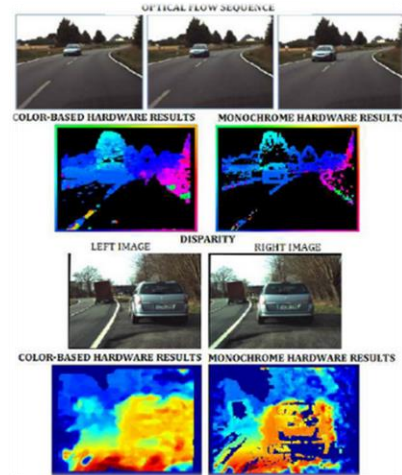 OPTICAL FLOW SEQUENCE
COLOR-BASED HARDWARE RESULTS MONOCHROME HARDWARE RESULTS
DISPARITY
LEFT IMAGE RIGHT IMAGE
COLOR-BASED HARDWARE RESULTS MONOCHROME HARDWARE RESULTS